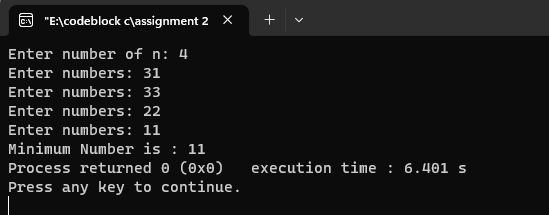 "E:\codeblock c\assignment 2
Enter number of n: 4
Enter numbers: 31
Enter numbers: 33
Enter numbers: 22
Enter numbers: 11
Minimum Number is : 11
Process returned 0 (0x0)   execution time : 6.401 s
Press any key to continue.